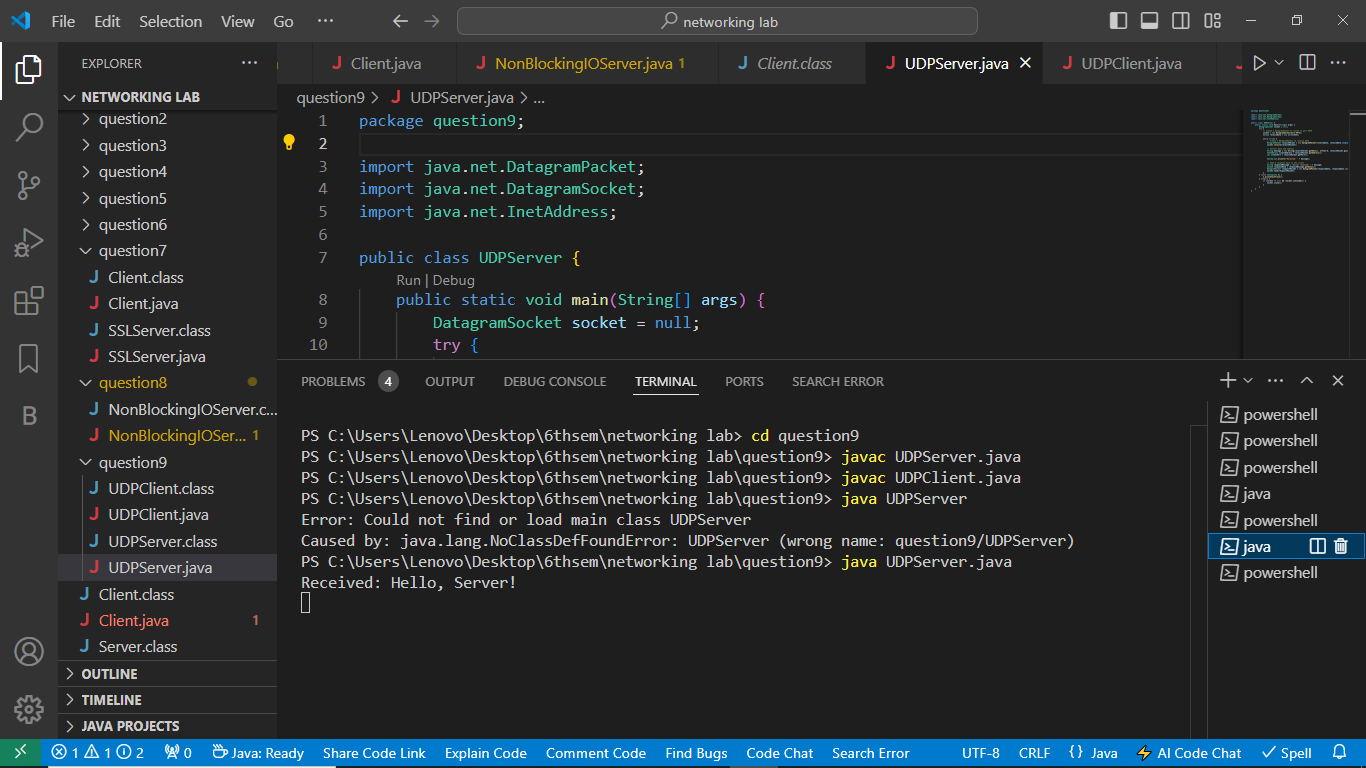 File Edit Selection View Go ··· networking lab
EXPLORER ···
NETWORKING LAB
question2
question3
question4
question5
question6
question7
J Client.class
J Client.java
J SSLServer.class
J SSLServer.java
question8
J NonBlockingIOServer.c...
J NonBlockingIOSer... 1
question9
J UDPClient.class
J UDPClient.java
J UDPServer.class
J UDPServer.java
J Client.class
J Client.java 1
J Server.class
OUTLINE
TIMELINE
JAVA PROJECTS
B
J Client.java J NonBlockingIOServer.java 1 J Client.class J UDPServer.java J UDPClient.java J ···
question9 > J UDPServer.java > ...
1 package question9;
2
3 import java.net.DatagramPacket;
4 import java.net.DatagramSocket;
5 import java.net.InetAddress;
6
7 public class UDPServer {
Run | Debug
8 public static void main(String[] args) {
9 DatagramSocket socket = null;
10 try {
PROBLEMS 4 OUTPUT DEBUG CONSOLE TERMINAL PORTS SEARCH ERROR ···
PS C:\Users\Lenovo\Desktop\6thsem\networking lab> cd question9
PS C:\Users\Lenovo\Desktop\6thsem\networking lab\question9> javac UDPServer.java
PS C:\Users\Lenovo\Desktop\6thsem\networking lab\question9> javac UDPClient.java
PS C:\Users\Lenovo\Desktop\6thsem\networking lab\question9> java UDPServer
Error: Could not find or load main class UDPServer
Caused by: java.lang.NoClassDefFoundError: UDPServer (wrong name: question9/UDPServer)
PS C:\Users\Lenovo\Desktop\6thsem\networking lab\question9> java UDPServer.java
Received: Hello, Server!
powershell
powershell
powershell
java
powershell
java
powershell
1 1 2 0 Java: Ready Share Code Link Explain Code Comment Code Find Bugs Code Chat Search Error UTF-8 CRLF {} Java AI Code Chat Spell